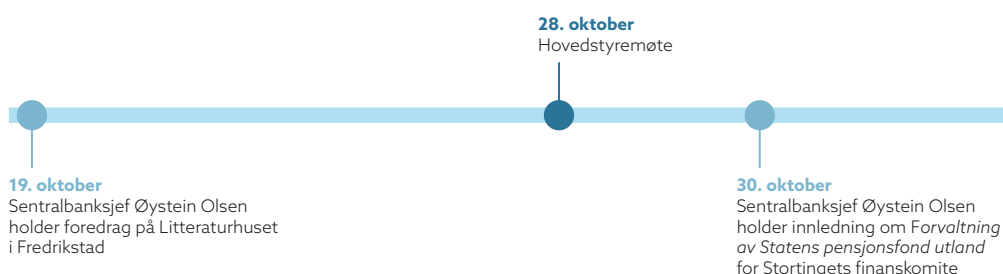 28. oktober
Hovedstyremøte
19. oktober
Sentralbanksjef Øystein Olsen
holder foredrag på Litteraturhuset
i Fredrikstad
30. oktober
Sentralbanksjef Øystein Olsen
holder innledning om Forvaltning
av Statens pensjonsfond utland
for Stortingets finanskomite